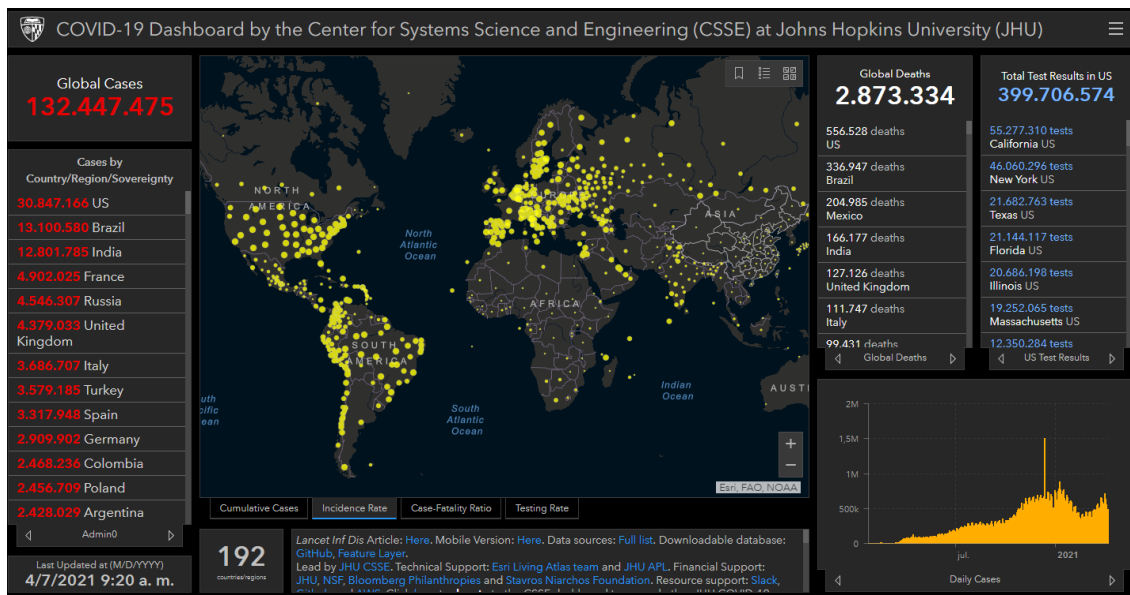 COVID-19 Dashboard by the Center for Systems Science and Engineering (CSSE) at Johns Hopkins University (JHU)
Global Cases
132.447.475
Cases by
Country/Region/Sovereignty
30.847.166 US
13.100.580 Brazil
12.801.785 India
4.902.025 France
4.546.307 Russia
4.379.033 United
Kingdom
3.686.707 Italy
3.579.185 Turkey
3.317.948 Spain
2.909.902 Germany
2.468.236 Colombia
2.456.709 Poland
2.428.029 Argentina
Admin0
Last Updated at (M/D/YYYY)
4/7/2021 9:20 a. m.
NORTH
AMERICA
North
Atlantic
Ocean
EUROPE
ASIA
AFRICA
SOUTH
AMERICA
uth
cific
ean
South
Atlantic
Ocean
Indian
Ocean
AUST
+
−
Esri, FAO, NOAA
Cumulative Cases
Incidence Rate
Case-Fatality Ratio
Testing Rate
192
countries/regions
Lancet Inf Dis Article: Here. Mobile Version: Here. Data sources: Full list. Downloadable database:
GitHub, Feature Layer.
Lead by JHU CSSE. Technical Support: Esri Living Atlas team and JHU APL. Financial Support:
JHU, NSF, Bloomberg Philanthropies and Stavros Niarchos Foundation. Resource support: Slack,
Global Deaths
2.873.334
556.528 deaths
US
336.947 deaths
Brazil
204.985 deaths
Mexico
166.177 deaths
India
127.126 deaths
United Kingdom
111.747 deaths
Italy
99.431 deaths
Global Deaths
Total Test Results in US
399.706.574
55.277.310 tests
California US
46.060.296 tests
New York US
21.682.763 tests
Texas US
21.144.117 tests
Florida US
20.686.198 tests
Illinois US
19.252.065 tests
Massachusetts US
12.350.284 tests
US Test Results
2M
1,5M
1M
500k
0
jul.
2021
Daily Cases